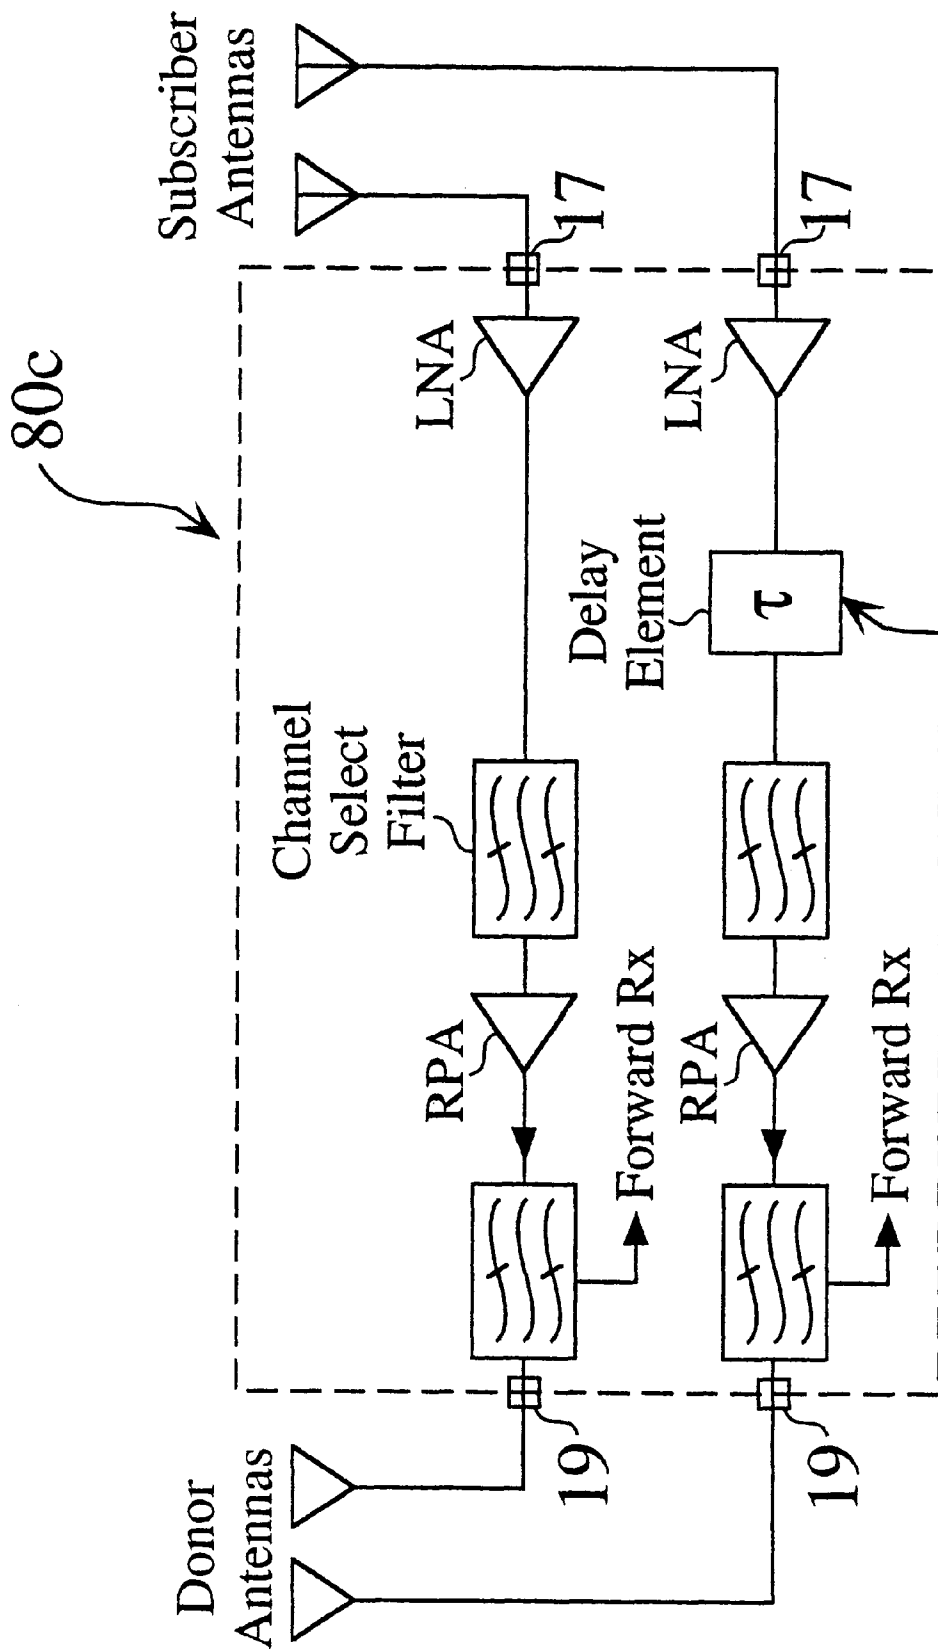 80c
Donor
Antennas
Subscriber
Antennas
Channel
Select
Filter
RPA
LNA
19
17
Forward Rx
Delay
Element
τ
RPA
LNA
19
17
Forward Rx